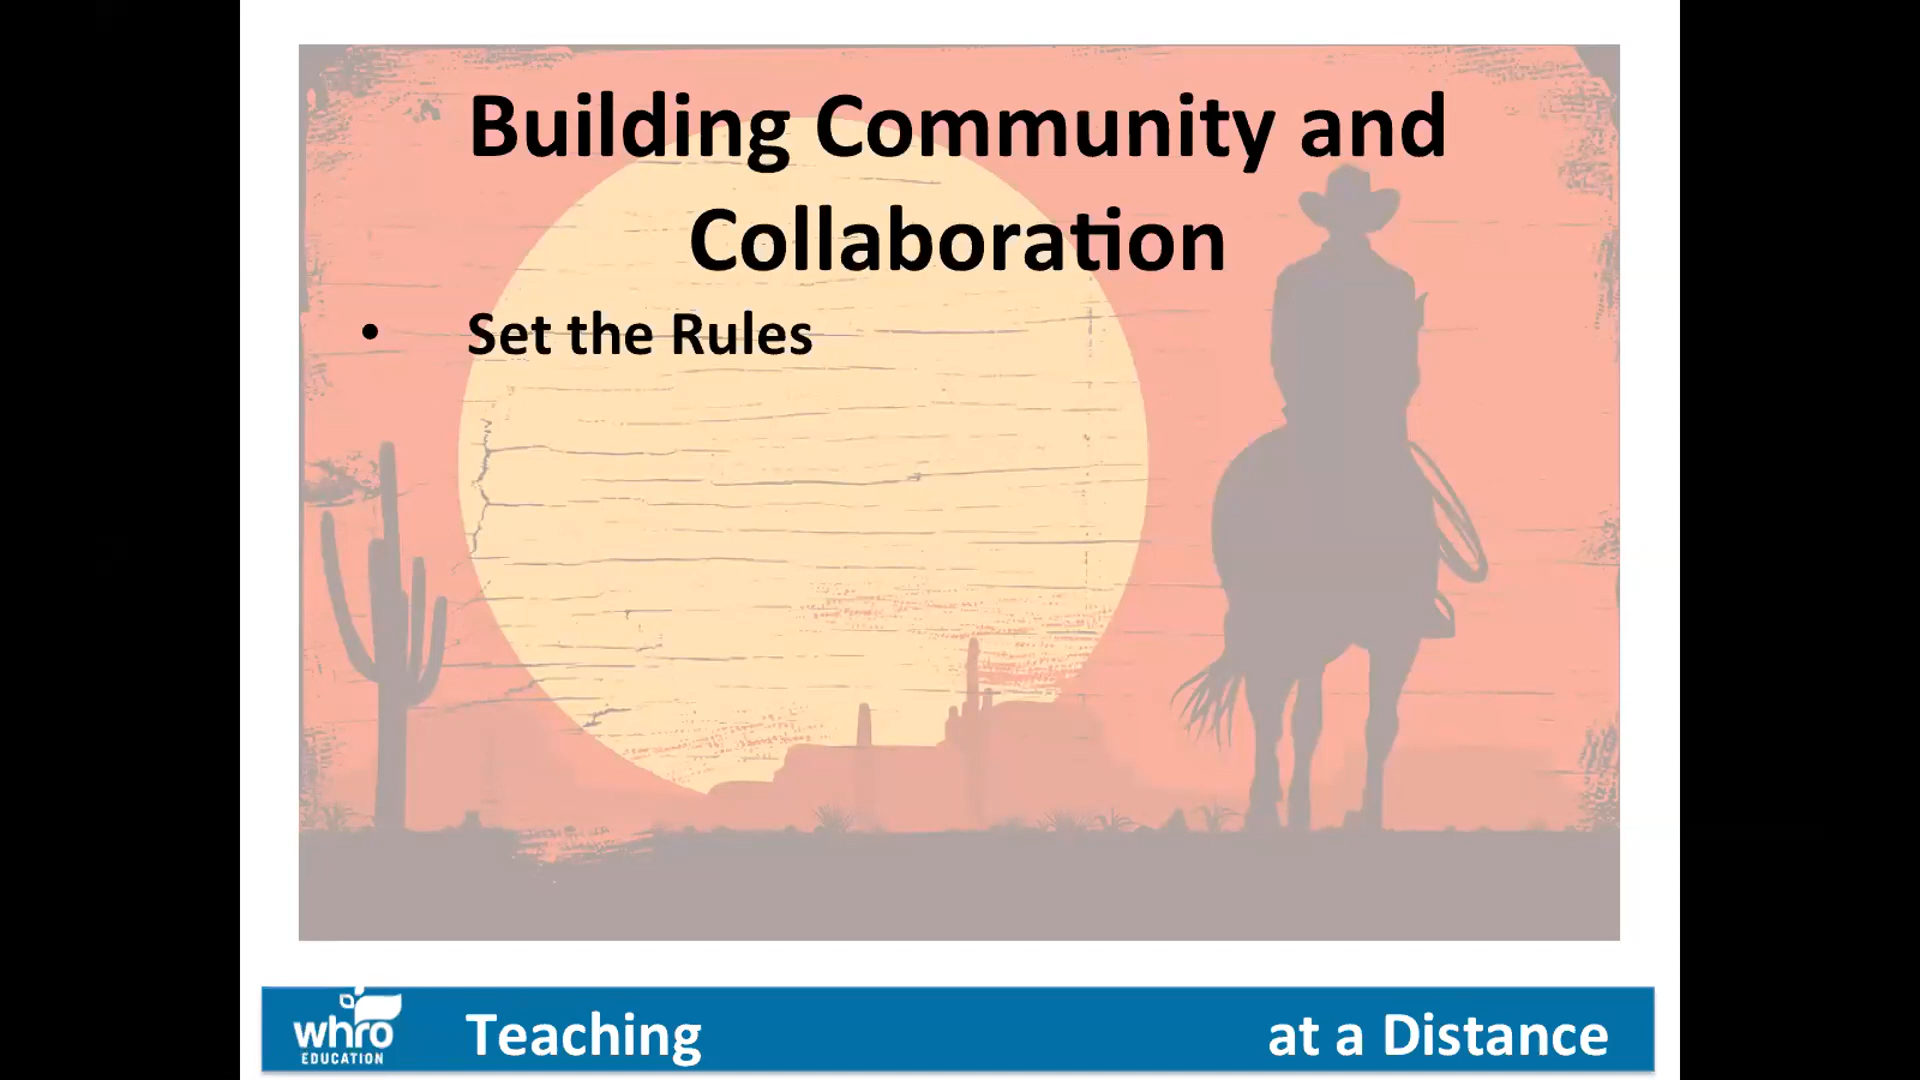 Building Community and
Collaboration
• Set the Rules
whro
EDUCATION
Teaching at a Distance